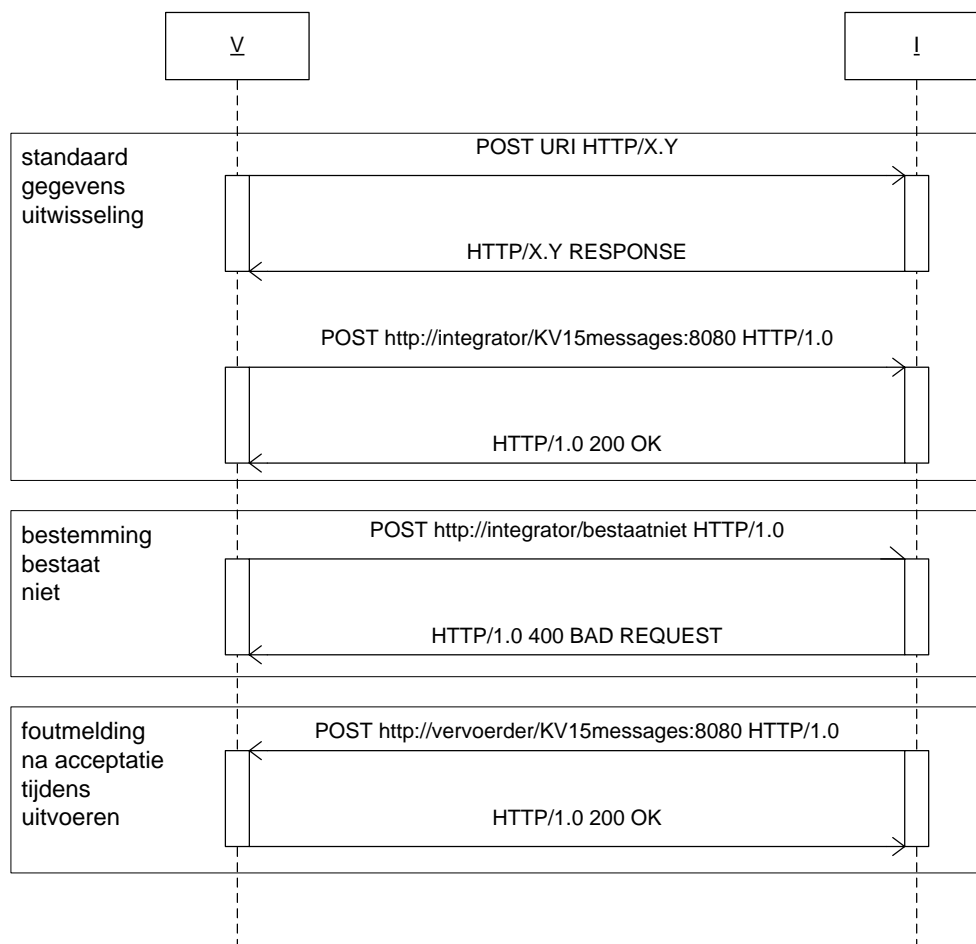 V
I
standaard
gegevens
uitwisseling
POST URI HTTP/X.Y
HTTP/X.Y RESPONSE
POST http://integrator/KV15messages:8080 HTTP/1.0
HTTP/1.0 200 OK
bestemming
bestaat
niet
POST http://integrator/bestaatniet HTTP/1.0
HTTP/1.0 400 BAD REQUEST
foutmelding
na acceptatie
tijdens
uitvoeren
POST http://vervoerder/KV15messages:8080 HTTP/1.0
HTTP/1.0 200 OK